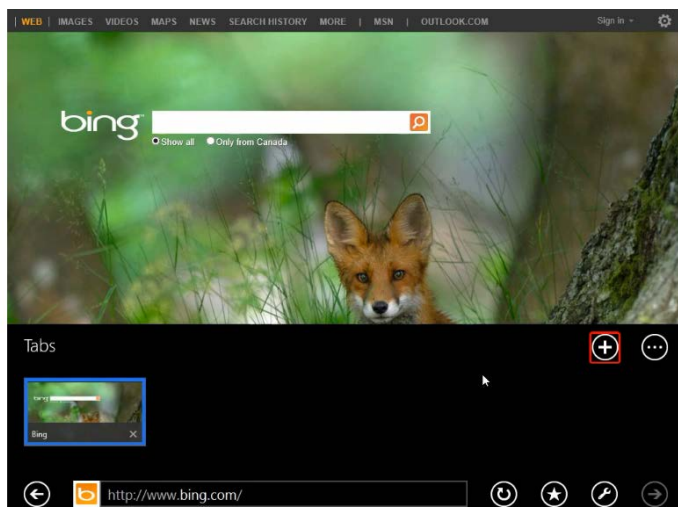 WEB | IMAGES VIDEOS MAPS NEWS SEARCH HISTORY MORE | MSN | OUTLOOK.COM Sign in
bing
Show all Only from Canada
Tabs
bing
Bing
http://www.bing.com/